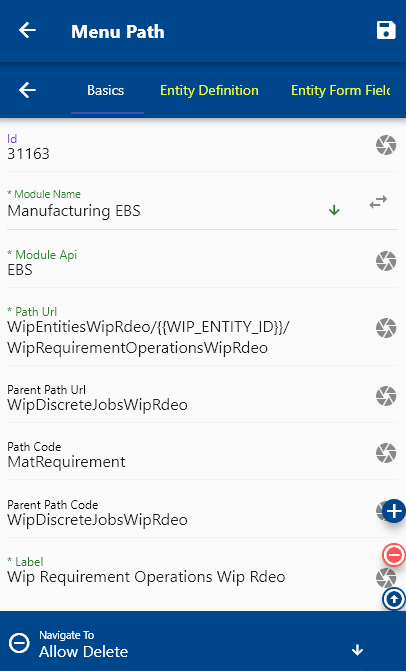 Menu Path
Basics
Entity Definition
Entity Form Field
Id
31163
* Module Name
Manufacturing EBS
* Module Api
EBS
* Path Url
WipEntitiesWipRdeo/{{WIP_ENTITY_ID}}/
WipRequirementOperationsWipRdeo
Parent Path Url
WipDiscreteJobsWipRdeo
Path Code
MatRequirement
Parent Path Code
WipDiscreteJobsWipRdeo
* Label
Wip Requirement Operations Wip Rdeo
Navigate To
Allow Delete